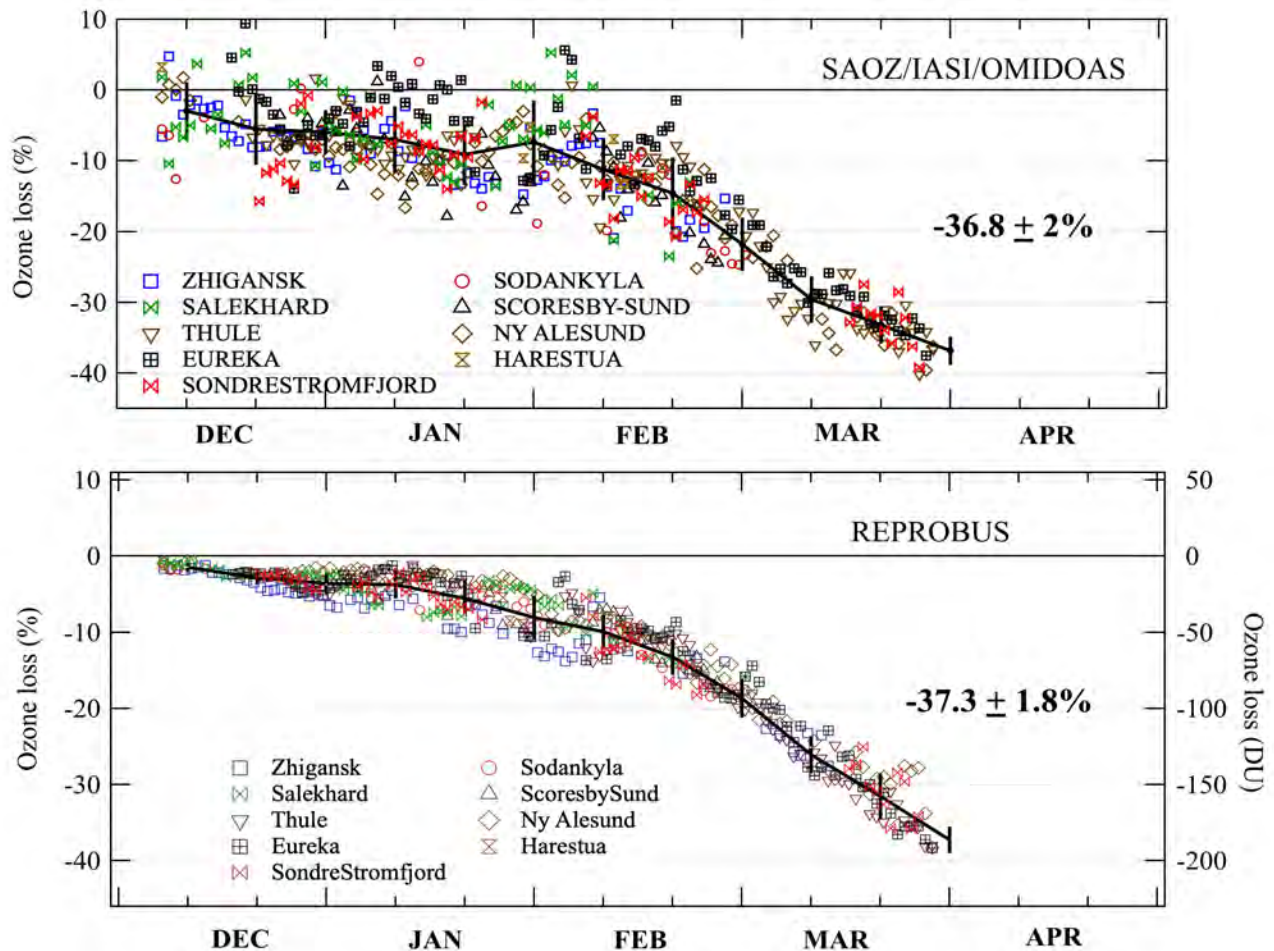 10
0
-10
-20
-30
-40
Ozone loss (%)
SAOZ/IASI/OMIDOAS
-36.8 ± 2%
ZHIGANSK
SALEKHARD
THULE
EUREKA
SONDRESTROMFJORD
SODANKYLA
SCORESBY-SUND
NY ALESUND
HARESTUA
DEC JAN FEB MAR APR
10
0
-10
-20
-30
-40
Ozone loss (%)
REPROBUS
-37.3 ± 1.8%
Zhigansk
Salekhard
Thule
Eureka
SondreStromfjord
Sodankyla
ScoresbySund
Ny Alesund
Harestua
50
0
-50
-100
-150
-200
Ozone loss (DU)
DEC JAN FEB MAR APR